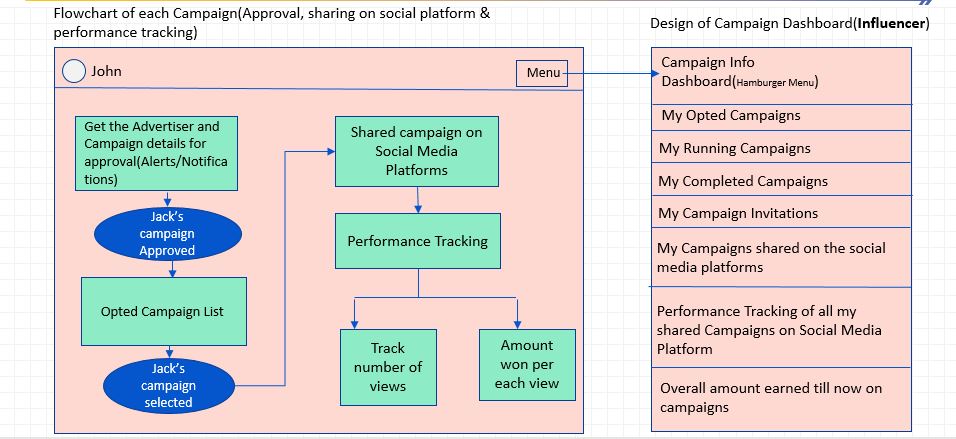 Flowchart of each Campaign(Approval, sharing on social platform &
performance tracking)
John
Menu
Get the Advertiser and
Campaign details for
approval(Alerts/Notifica
tions)
Jack's
campaign
Approved
Opted Campaign List
Jack's
campaign
selected
Shared campaign on
Social Media
Platforms
Performance Tracking
Track
number of
views
Amount
won per
each view
Design of Campaign Dashboard(Influencer)
Campaign Info
Dashboard(Hamburger Menu)
My Opted Campaigns
My Running Campaigns
My Completed Campaigns
My Campaign Invitations
My Campaigns shared on the social
media platforms
Performance Tracking of all my
shared Campaigns on Social Media
Platform
Overall amount earned till now on
campaigns